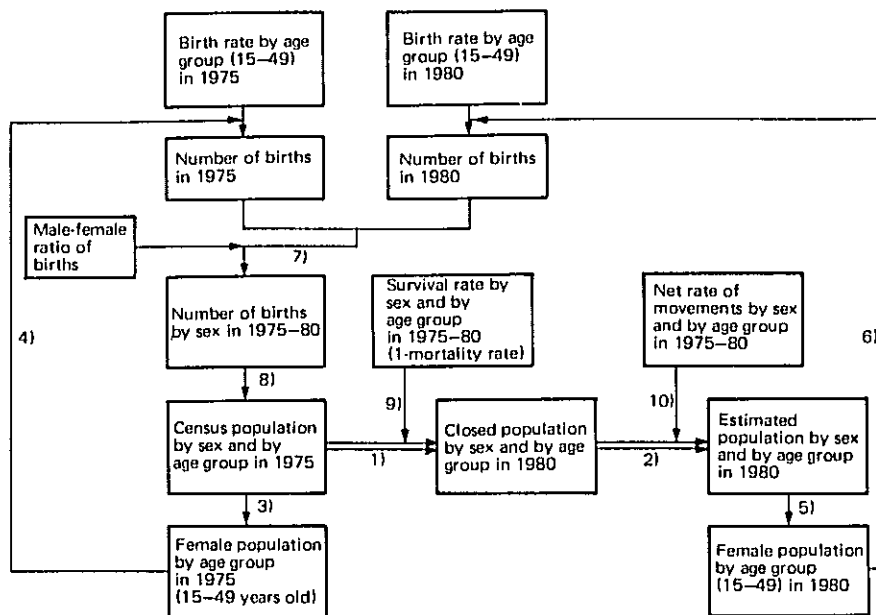 Birth rate by age
group (15–49)
in 1975
Birth rate by age
group (15–49)
in 1980
Number of births
in 1975
Number of births
in 1980
Male-female
ratio of
births
7)
4)
Number of births
by sex in 1975–80
Survival rate by
sex and by
age group
in 1975–80
(1-mortality rate)
Net rate of
movements by sex
and by age group
in 1975–80
6)
8)
9)
10)
Census population
by sex and by
age group in 1975
1)
Closed population
by sex and by age
group in 1980
2)
Estimated
population by sex
and by age group
in 1980
3)
5)
Female population
by age group
in 1975
(15–49 years old)
Female population
by age group
(15–49) in 1980